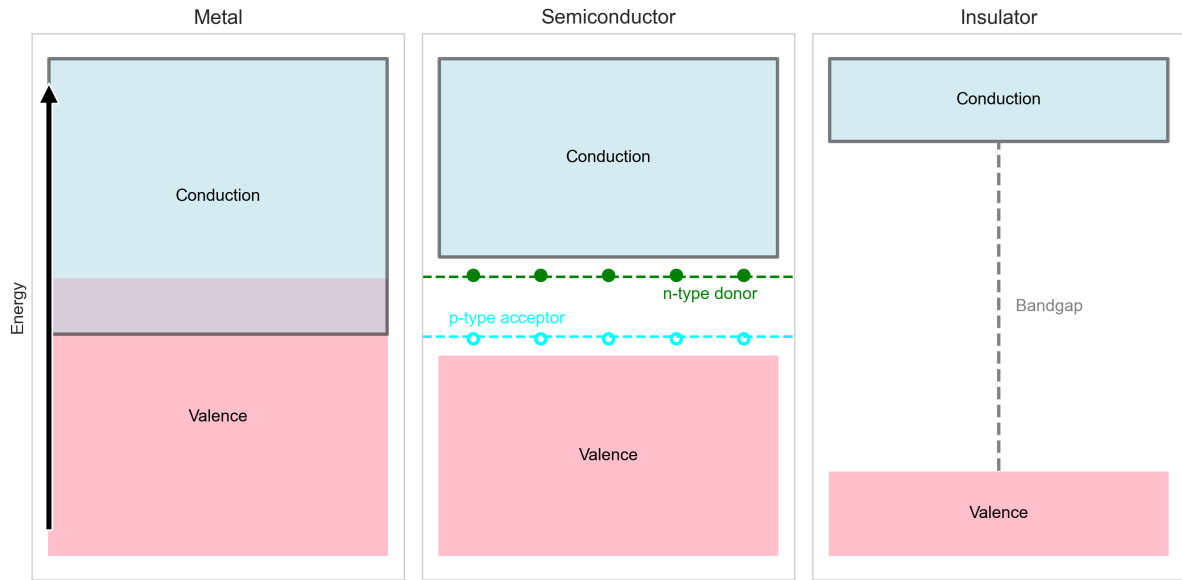 Metal
Semiconductor
Insulator
Energy
Conduction
Valence
Conduction
n-type donor
p-type acceptor
Valence
Conduction
Bandgap
Valence